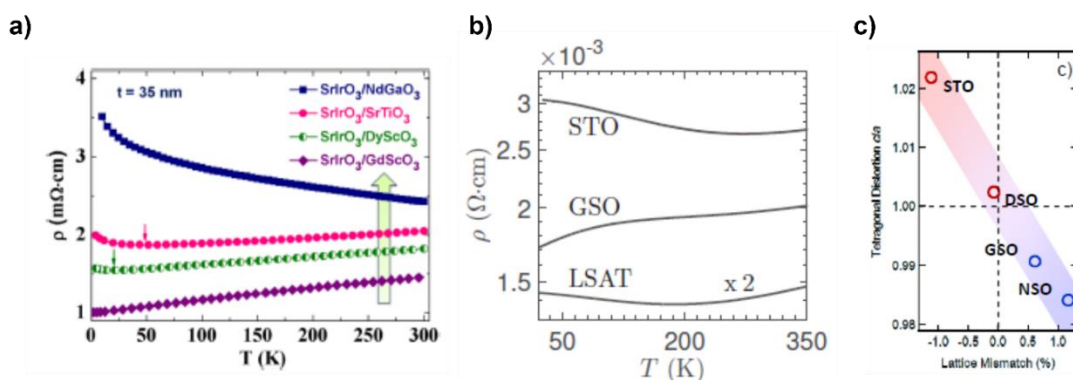 a)
b)
c)
4
3
2
1
ρ (mΩ·cm)
t = 35 nm
SrIrO₃/NdGaO₃
SrIrO₃/SrTiO₃
SrIrO₃/DyScO₃
SrIrO₃/GdScO₃
0 50 100 150 200 250 300
T (K)
×10⁻³
3
2.5
2
1.5
ρ (Ω·cm)
STO
GSO
LSAT
x 2
50 200 350
T (K)
c)
1.02
1.01
1.00
0.99
0.98
Tetragonal Distortion c/a
STO
DSO
GSO
NSO
-1.0 -0.5 0.0 0.5 1.0
Lattice Mismatch (%)